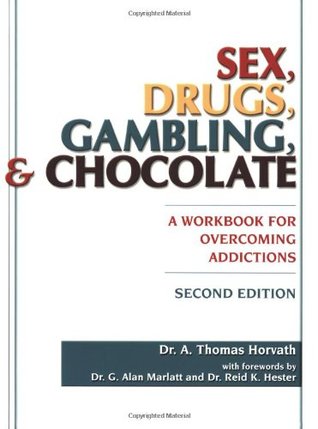 Copyrighted Material
SEX,
DRUGS,
GAMBLING,
& CHOCOLATE
A WORKBOOK FOR
OVERCOMING
ADDICTIONS
SECOND EDITION
Dr. A. Thomas Horvath
with forewords by
Dr. G. Alan Marlatt and Dr. Reid K. Hester
Copyrighted Material